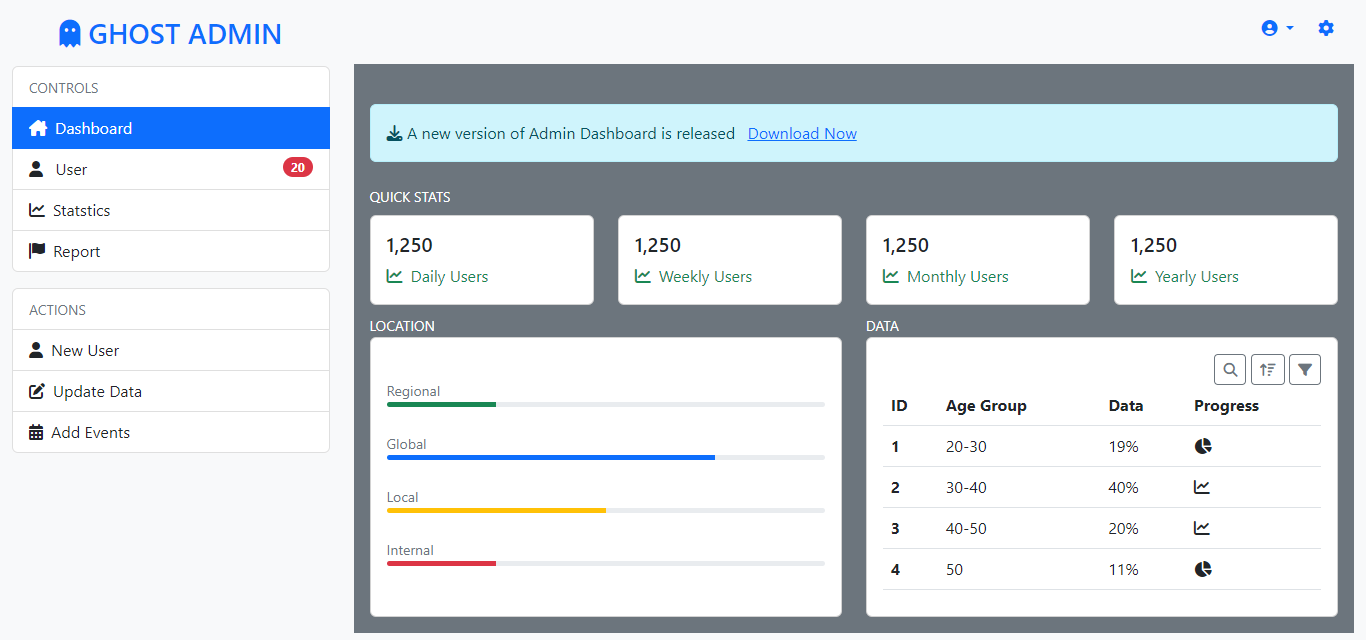 GHOST ADMIN
CONTROLS
Dashboard
User 20
Statstics
Report
ACTIONS
New User
Update Data
Add Events
A new version of Admin Dashboard is released Download Now
QUICK STATS
1,250
Daily Users
1,250
Weekly Users
1,250
Monthly Users
1,250
Yearly Users
LOCATION
Regional
Global
Local
Internal
DATA
ID Age Group Data Progress
1 20-30 19%
2 30-40 40%
3 40-50 20%
4 50 11%